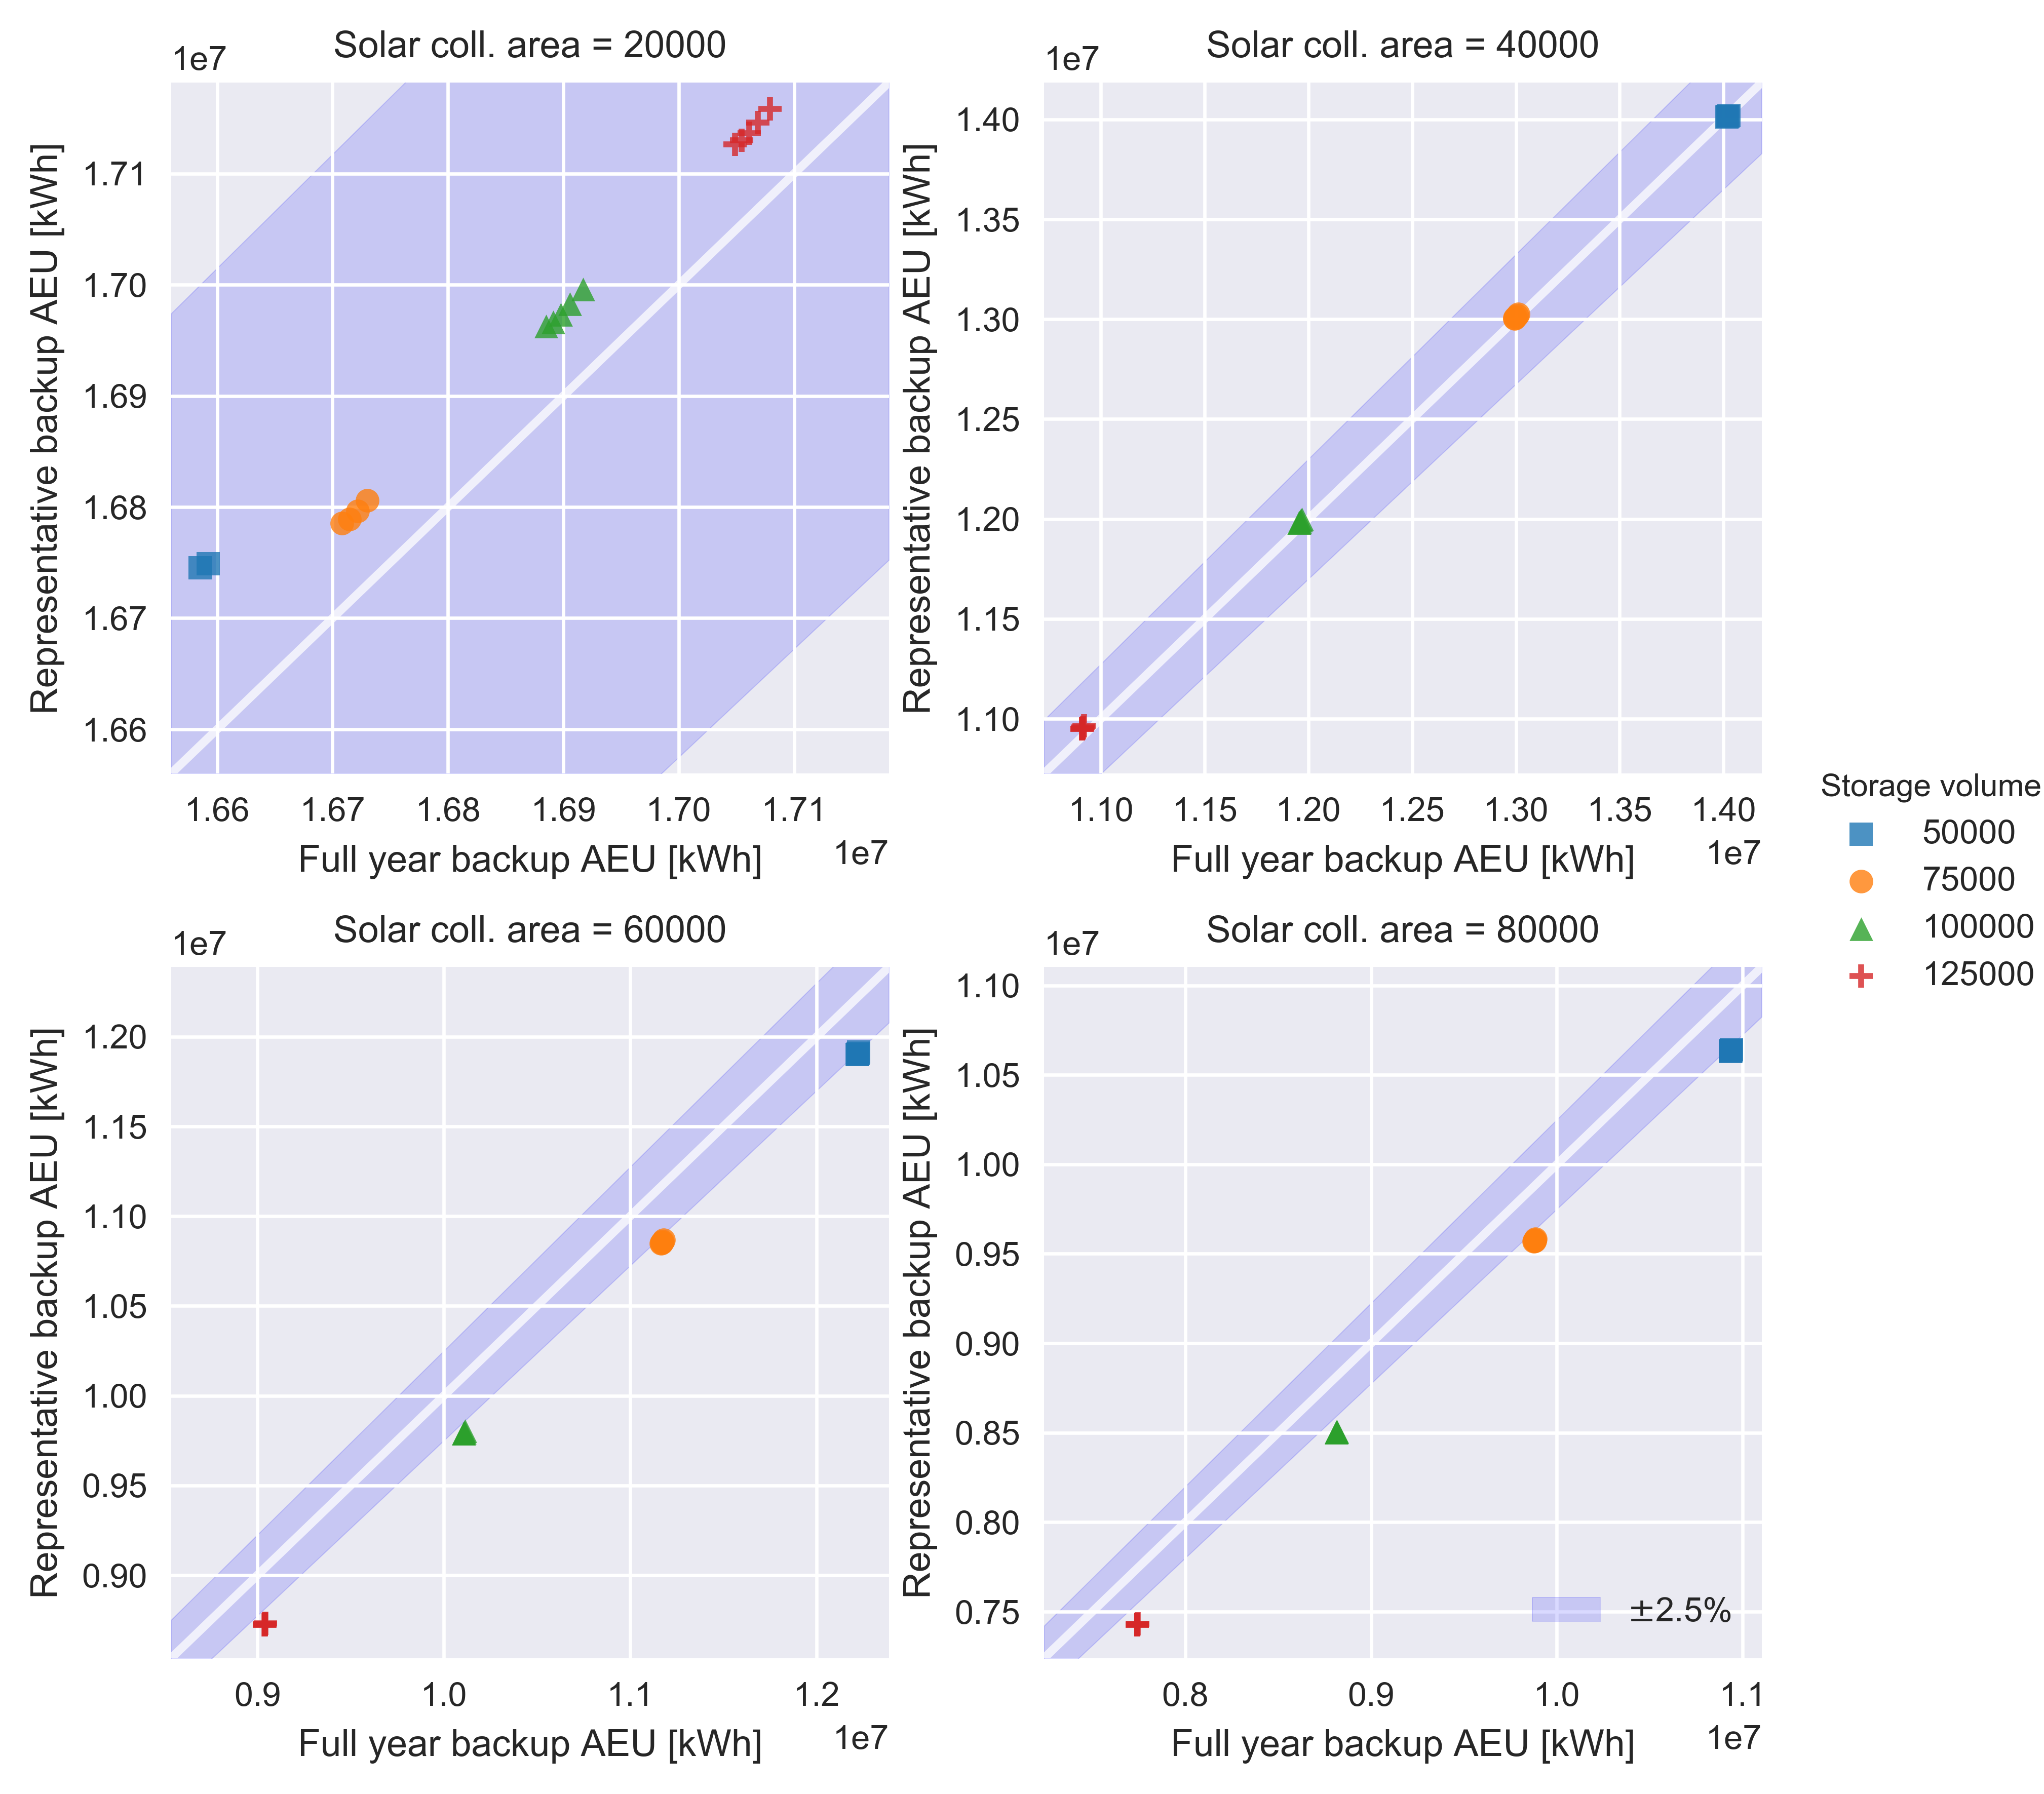 Solar coll. area = 20000
1e7
Representative backup AEU [kWh]
1.71
1.70
1.69
1.68
1.67
1.66
1.66 1.67 1.68 1.69 1.70 1.71
1e7
Full year backup AEU [kWh]
Solar coll. area = 40000
1e7
Representative backup AEU [kWh]
1.40
1.35
1.30
1.25
1.20
1.15
1.10
1.10 1.15 1.20 1.25 1.30 1.35 1.40
1e7
Full year backup AEU [kWh]
Storage volume
50000
75000
100000
125000
Solar coll. area = 60000
1e7
Representative backup AEU [kWh]
1.20
1.15
1.10
1.05
1.00
0.95
0.90
0.9 1.0 1.1 1.2
1e7
Full year backup AEU [kWh]
Solar coll. area = 80000
1e7
Representative backup AEU [kWh]
1.10
1.05
1.00
0.95
0.90
0.85
0.80
0.75
±2.5%
0.8 0.9 1.0 1.1
1e7
Full year backup AEU [kWh]